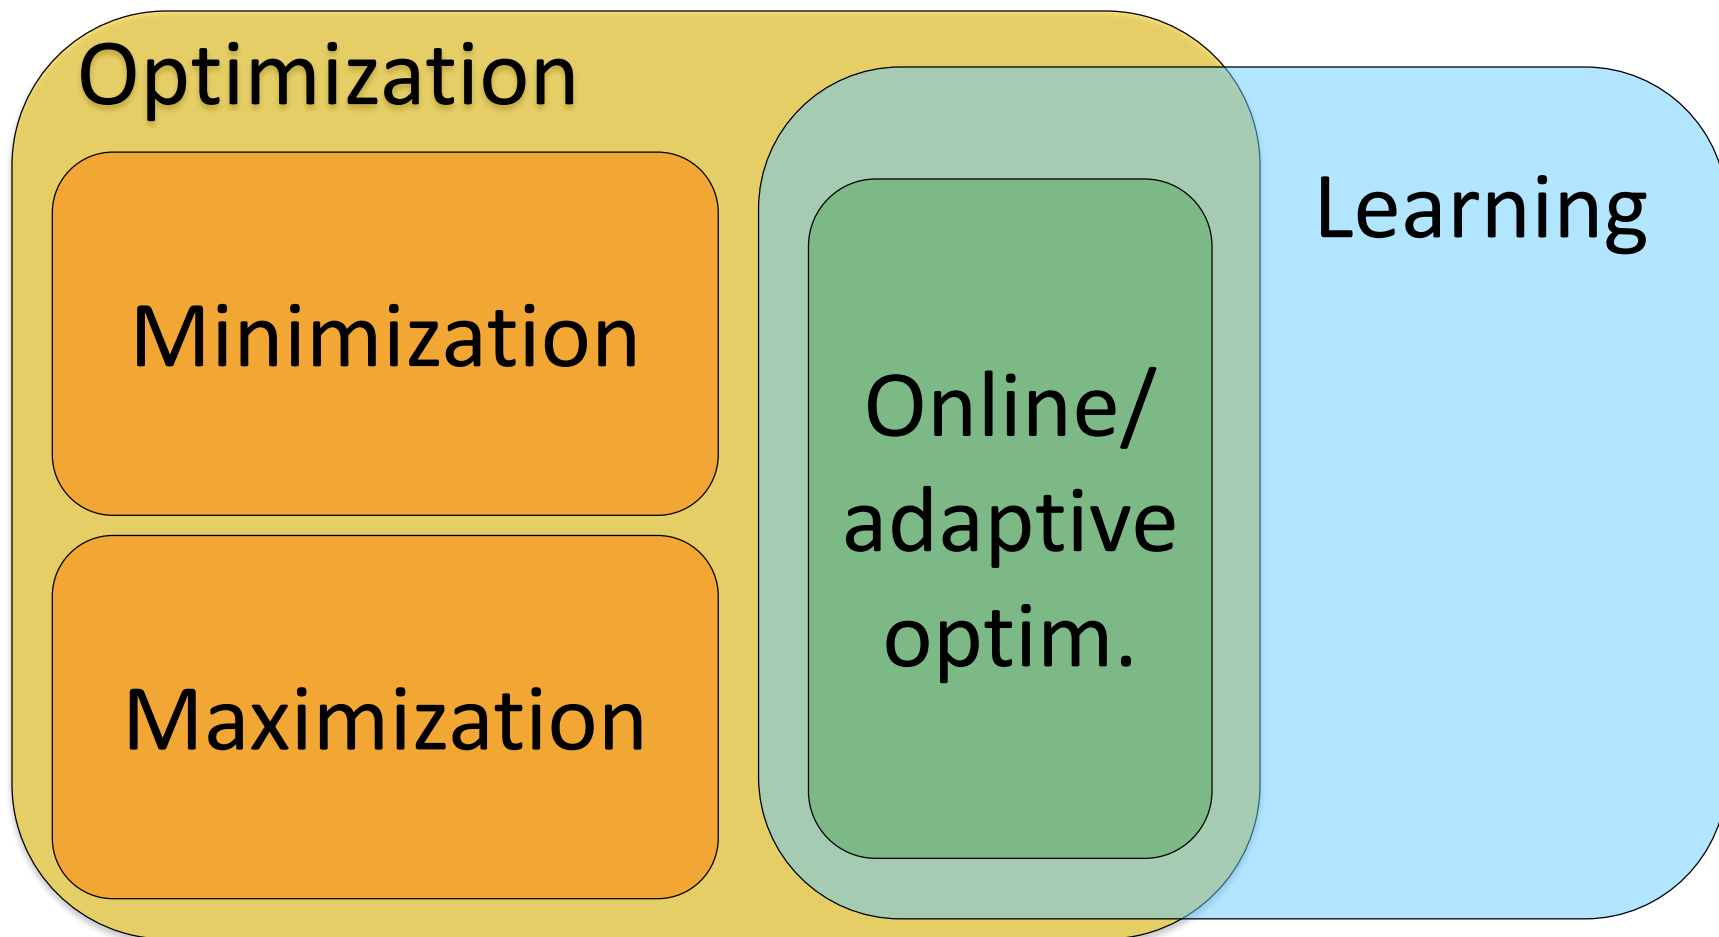 Optimization
Learning
Minimization
Online/
adaptive
optim.
Maximization